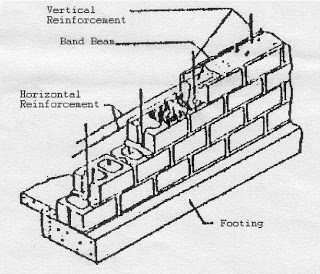 Vertical
Reinforcement
Band Beam
Horizontal
Reinforcement
Footing